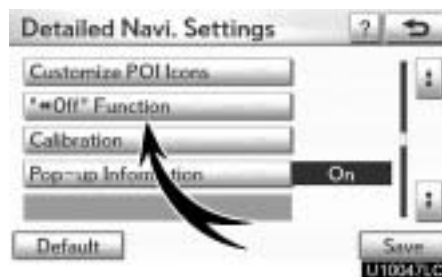 Detailed Navi. Settings ?
Customize POI Icons
"⇹Off" Function
Calibration
Pop-up Information On
Default Save